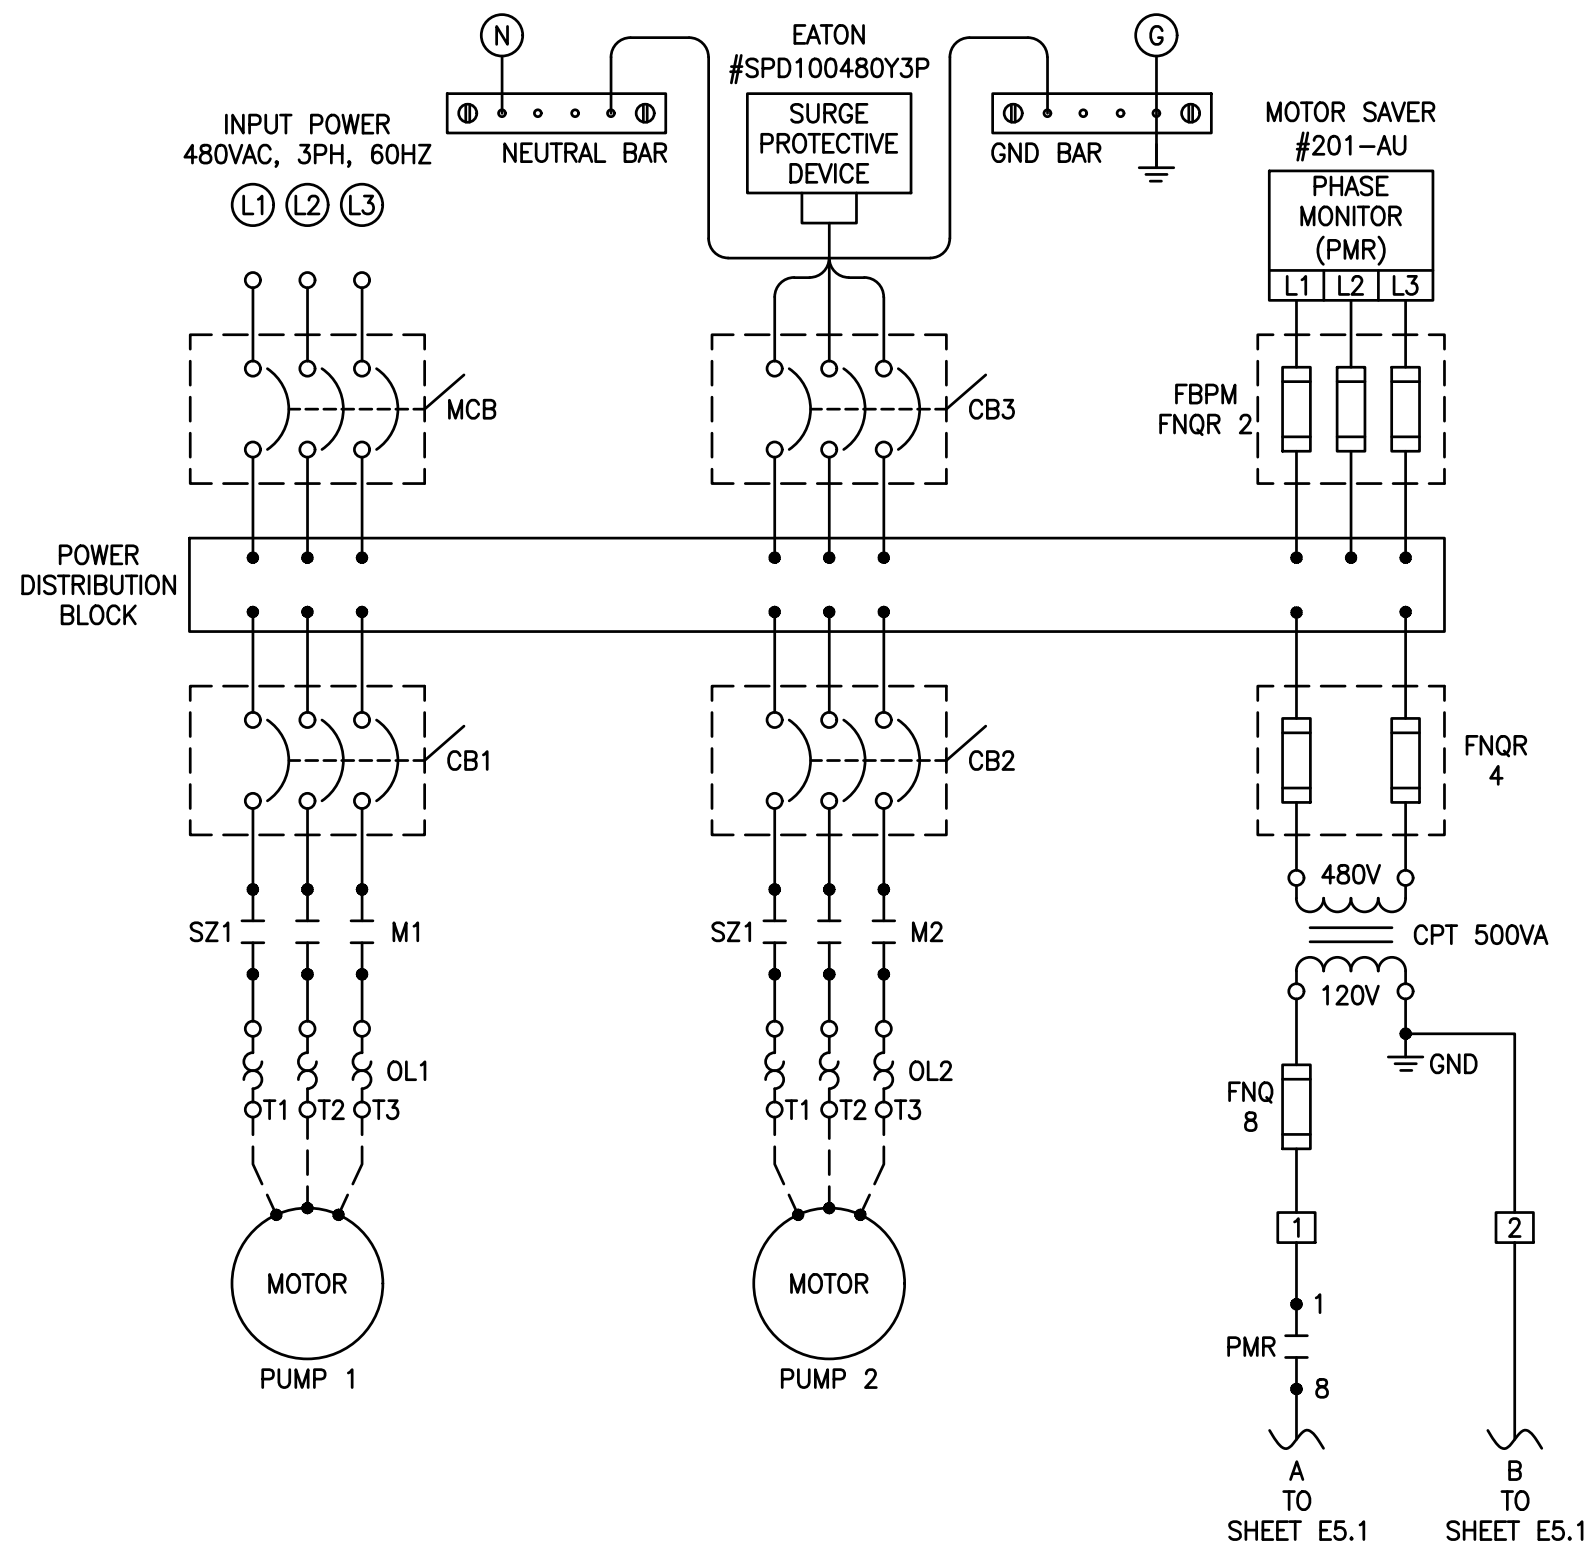 N
EATON
#SPD100480Y3P
G
SURGE
PROTECTIVE
DEVICE
NEUTRAL BAR
GND BAR
INPUT POWER
480VAC, 3PH, 60HZ
L1 L2 L3
MOTOR SAVER
#201-AU
PHASE
MONITOR
(PMR)
L1 L2 L3
MCB
CB3
FBPM
FNQR 2
POWER
DISTRIBUTION
BLOCK
CB1
CB2
FNQR
4
480V
CPT 500VA
120V
SZ1
M1
SZ1
M2
OL1
OL2
GND
T1 T2 T3
T1 T2 T3
FNQ
8
MOTOR
PUMP 1
MOTOR
PUMP 2
1
2
1
PMR
8
A
TO
SHEET E5.1
B
TO
SHEET E5.1